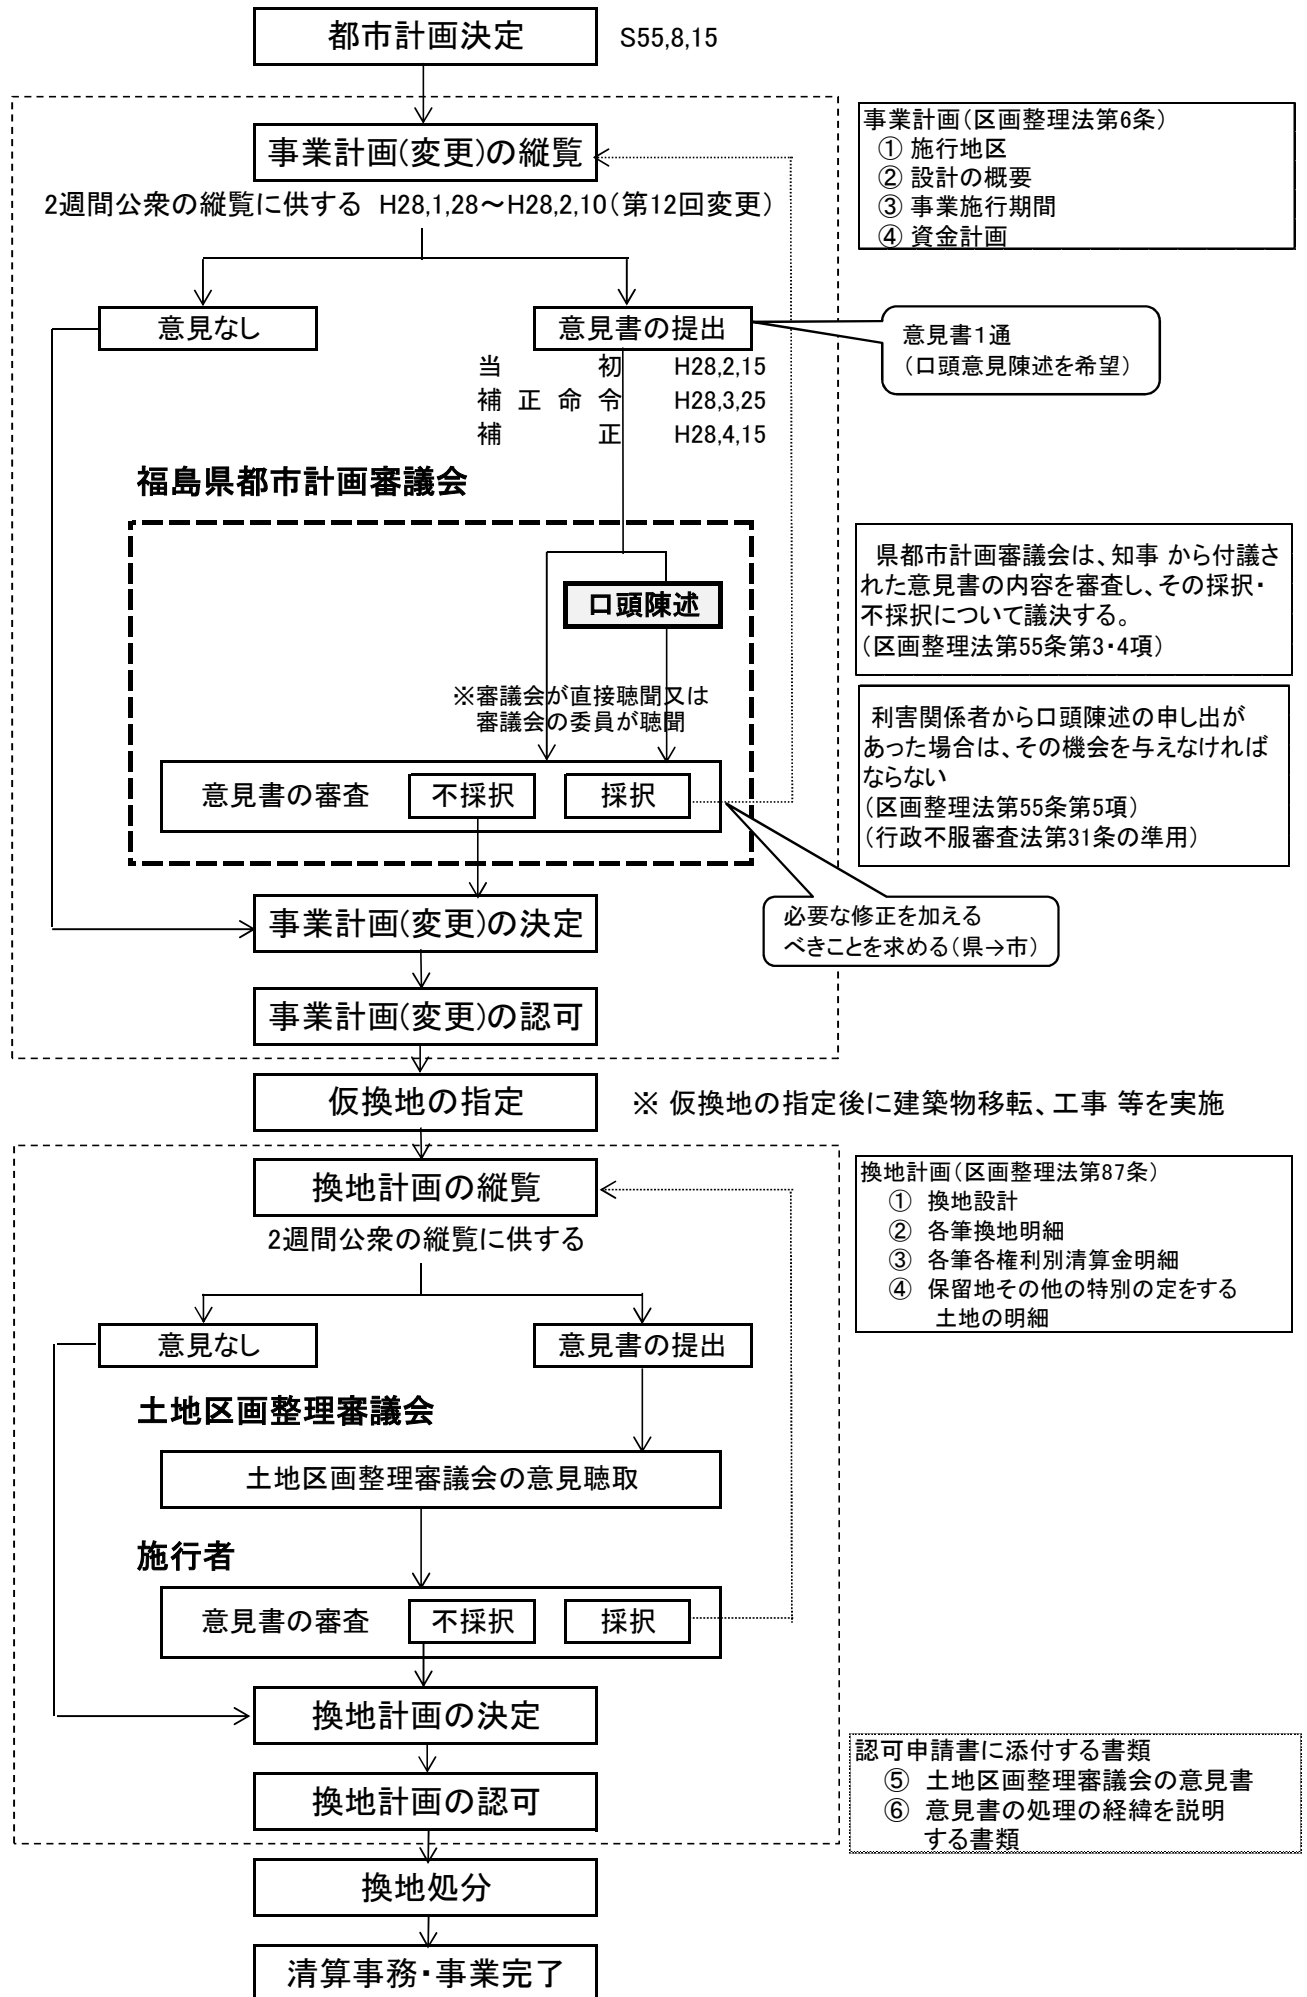 都市計画決定 S55,8,15
事業計画(変更)の縦覧
2週間公衆の縦覧に供する H28,1,28～H28,2,10(第12回変更)
事業計画(区画整理法第6条)
① 施行地区
② 設計の概要
③ 事業施行期間
④ 資金計画
意見なし
意見書の提出
当初 H28,2,15
補正命令 H28,3,25
補正 H28,4,15
意見書1通
(口頭意見陳述を希望)
福島県都市計画審議会
口頭陳述
※審議会が直接聴聞又は
審議会の委員が聴聞
意見書の審査 不採択 採択
県都市計画審議会は、知事 から付議さ
れた意見書の内容を審査し、その採択・
不採択について議決する。
(区画整理法第55条第3・4項)
利害関係者から口頭陳述の申し出が
あった場合は、その機会を与えなければ
ならない
(区画整理法第55条第5項)
(行政不服審査法第31条の準用)
必要な修正を加える
べきことを求める(県→市)
事業計画(変更)の決定
事業計画(変更)の認可
仮換地の指定 ※ 仮換地の指定後に建築物移転、工事 等を実施
換地計画の縦覧
2週間公衆の縦覧に供する
換地計画(区画整理法第87条)
① 換地設計
② 各筆換地明細
③ 各筆各権利別清算金明細
④ 保留地その他の特別の定をする
土地の明細
意見なし
意見書の提出
土地区画整理審議会
土地区画整理審議会の意見聴取
施行者
意見書の審査 不採択 採択
換地計画の決定
換地計画の認可
認可申請書に添付する書類
⑤ 土地区画整理審議会の意見書
⑥ 意見書の処理の経緯を説明
する書類
換地処分
清算事務・事業完了